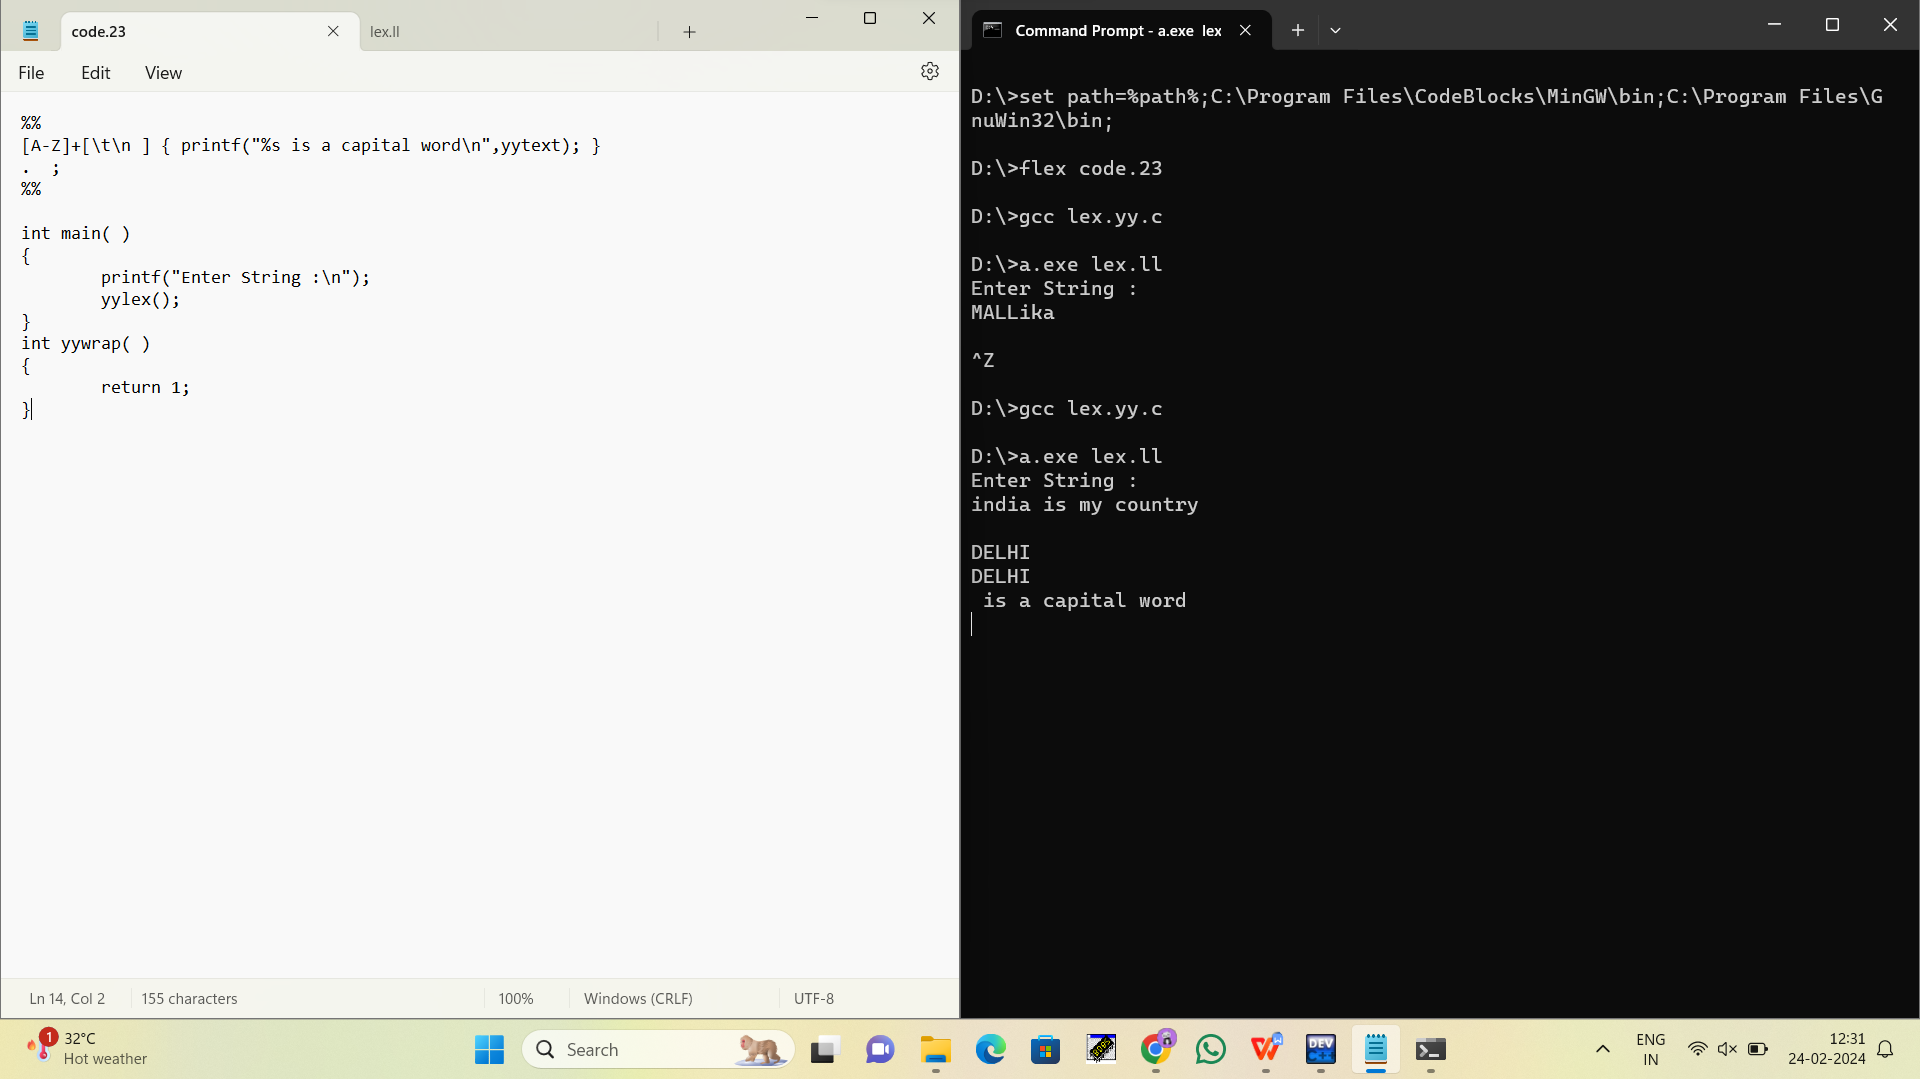 code.23
lex.ll
File Edit View
%%
[A-Z]+[\t\n ] { printf("%s is a capital word\n",yytext); }
.  ;
%%
int main( )
{
        printf("Enter String :\n");
        yylex();
}
int yywrap( )
{
        return 1;
}
Ln 14, Col 2
155 characters
100%
Windows (CRLF)
UTF-8
Command Prompt - a.exe lex
D:\>set path=%path%;C:\Program Files\CodeBlocks\MinGW\bin;C:\Program Files\G
nuWin32\bin;
D:\>flex code.23
D:\>gcc lex.yy.c
D:\>a.exe lex.ll
Enter String :
MALLika
^Z
D:\>gcc lex.yy.c
D:\>a.exe lex.ll
Enter String :
india is my country
DELHI
DELHI
 is a capital word
1
32°C
Hot weather
Search
DEV
ENG
IN
12:31
24-02-2024